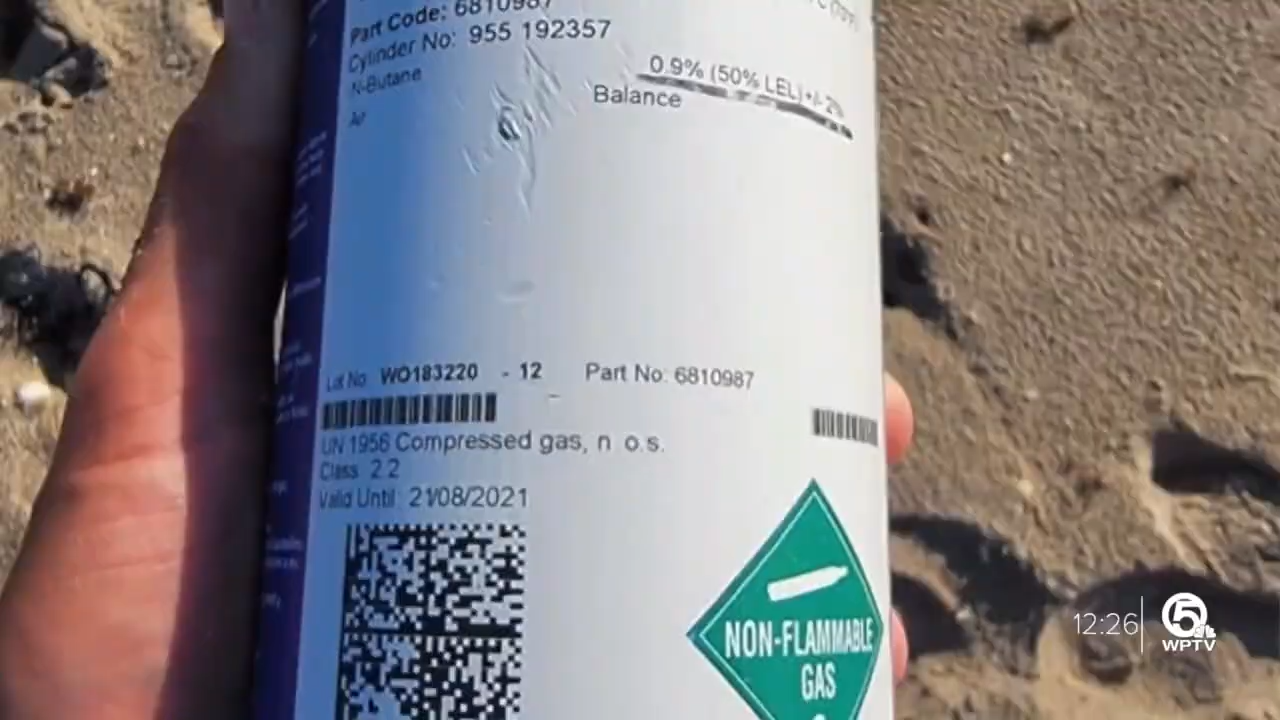 Part Code: 6810987
Cylinder No: 955 192357
N-Butane 0.9% (50% LEL) +/- 2%
Air Balance
Lot No WO183220 - 12 Part No: 6810987
UN 1956 Compressed gas, n o.s.
Class 2.2
Valid Until: 21/08/2021
NON-FLAMMABLE
GAS
12:26
5
WPTV